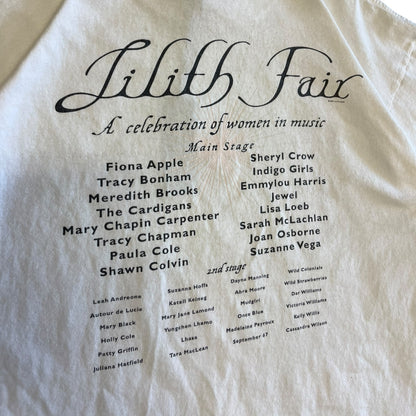 Lilith Fair
A celebration of women in music
Main Stage
Fiona Apple
Tracy Bonham
Meredith Brooks
The Cardigans
Mary Chapin Carpenter
Tracy Chapman
Paula Cole
Shawn Colvin
Sheryl Crow
Indigo Girls
Emmylou Harris
Jewel
Lisa Loeb
Sarah McLachlan
Joan Osborne
Suzanne Vega
2nd stage
Leah Andreone
Autour de Lucie
Mary Black
Holly Cole
Patty Griffin
Juliana Hatfield
Suzanna Hoffs
Katell Keineg
Mary Jane Lamond
Yungchen Lhamo
Lhasa
Tara MacLean
Dayna Manning
Abra Moore
Mudgirl
Once Blue
Madeleine Peyroux
September 67
Wild Colonials
Wild Strawberries
Dar Williams
Victoria Williams
Kelly Willis
Cassandra Wilson